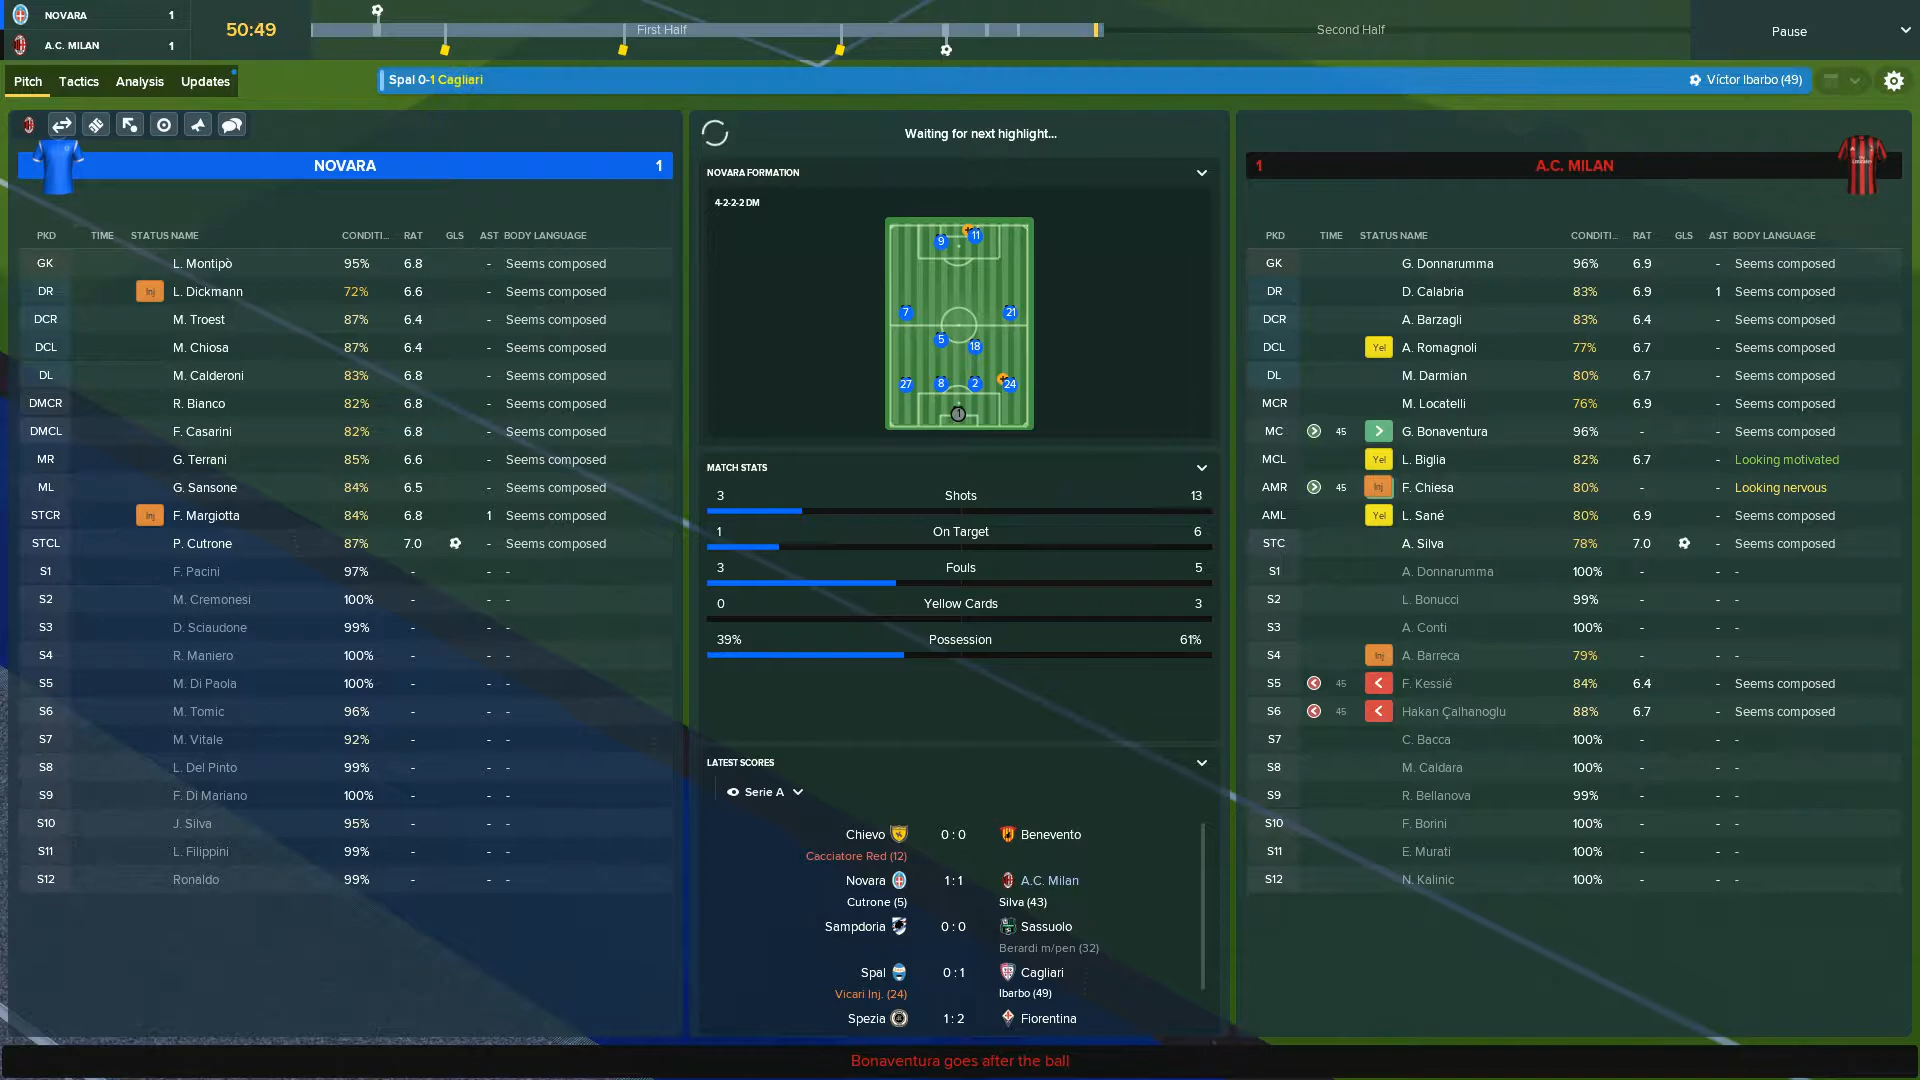 NOVARA 1
A.C. MILAN 1
50:49
First Half
Second Half
Pause
Pitch Tactics Analysis Updates
Spal 0-1 Cagliari
Víctor Ibarbo (49)
NOVARA 1
PKD TIME STATUS NAME CONDITI... RAT GLS AST BODY LANGUAGE
GK L. Montipò 95% 6.8 - Seems composed
DR Inj L. Dickmann 72% 6.6 - Seems composed
DCR M. Troest 87% 6.4 - Seems composed
DCL M. Chiosa 87% 6.4 - Seems composed
DL M. Calderoni 83% 6.8 - Seems composed
DMCR R. Bianco 82% 6.8 - Seems composed
DMCL F. Casarini 82% 6.8 - Seems composed
MR G. Terrani 85% 6.6 - Seems composed
ML G. Sansone 84% 6.5 - Seems composed
STCR Inj F. Margiotta 84% 6.8 1 Seems composed
STCL P. Cutrone 87% 7.0 - Seems composed
S1 F. Pacini 97% - - -
S2 M. Cremonesi 100% - - -
S3 D. Sciaudone 99% - - -
S4 R. Maniero 100% - - -
S5 M. Di Paola 100% - - -
S6 M. Tomic 96% - - -
S7 M. Vitale 92% - - -
S8 L. Del Pinto 99% - - -
S9 F. Di Mariano 100% - - -
S10 J. Silva 95% - - -
S11 L. Filippini 99% - - -
S12 Ronaldo 99% - - -
Waiting for next highlight...
NOVARA FORMATION
4-2-2-2 DM
9 11
7 21
5 18
27 8 2 24
1
MATCH STATS
3 Shots 13
1 On Target 6
3 Fouls 5
0 Yellow Cards 3
39% Possession 61%
LATEST SCORES
Serie A
Chievo 0 : 0 Benevento
Cacciatore Red (12)
Novara 1 : 1 A.C. Milan
Cutrone (5) Silva (43)
Sampdoria 0 : 0 Sassuolo
Berardi m/pen (32)
Spal 0 : 1 Cagliari
Vicari Inj. (24) Ibarbo (49)
Spezia 1 : 2 Fiorentina
1 A.C. MILAN
PKD TIME STATUS NAME CONDITI... RAT GLS AST BODY LANGUAGE
GK G. Donnarumma 96% 6.9 - Seems composed
DR D. Calabria 83% 6.9 1 Seems composed
DCR A. Barzagli 83% 6.4 - Seems composed
DCL Yel A. Romagnoli 77% 6.7 - Seems composed
DL M. Darmian 80% 6.7 - Seems composed
MCR M. Locatelli 76% 6.9 - Seems composed
MC 45 G. Bonaventura 96% - - Seems composed
MCL Yel L. Biglia 82% 6.7 - Looking motivated
AMR 45 Inj F. Chiesa 80% - - Looking nervous
AML Yel L. Sané 80% 6.9 - Seems composed
STC A. Silva 78% 7.0 - Seems composed
S1 A. Donnarumma 100% - - -
S2 L. Bonucci 99% - - -
S3 A. Conti 100% - - -
S4 Inj A. Barreca 79% - - -
S5 45 F. Kessié 84% 6.4 - Seems composed
S6 45 Hakan Çalhanoglu 88% 6.7 - Seems composed
S7 C. Bacca 100% - - -
S8 M. Caldara 100% - - -
S9 R. Bellanova 99% - - -
S10 F. Borini 100% - - -
S11 E. Murati 100% - - -
S12 N. Kalinic 100% - - -
Bonaventura goes after the ball